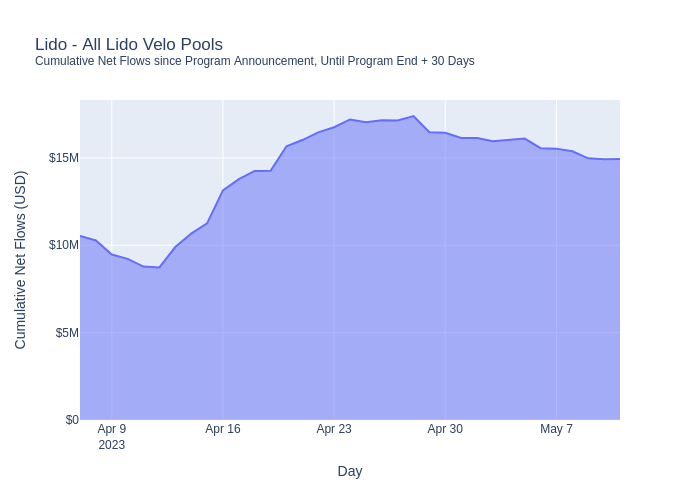 Lido - All Lido Velo Pools
Cumulative Net Flows since Program Announcement, Until Program End + 30 Days
Cumulative Net Flows (USD)
$15M
$10M
$5M
$0
Apr 9 Apr 16 Apr 23 Apr 30 May 7
2023
Day